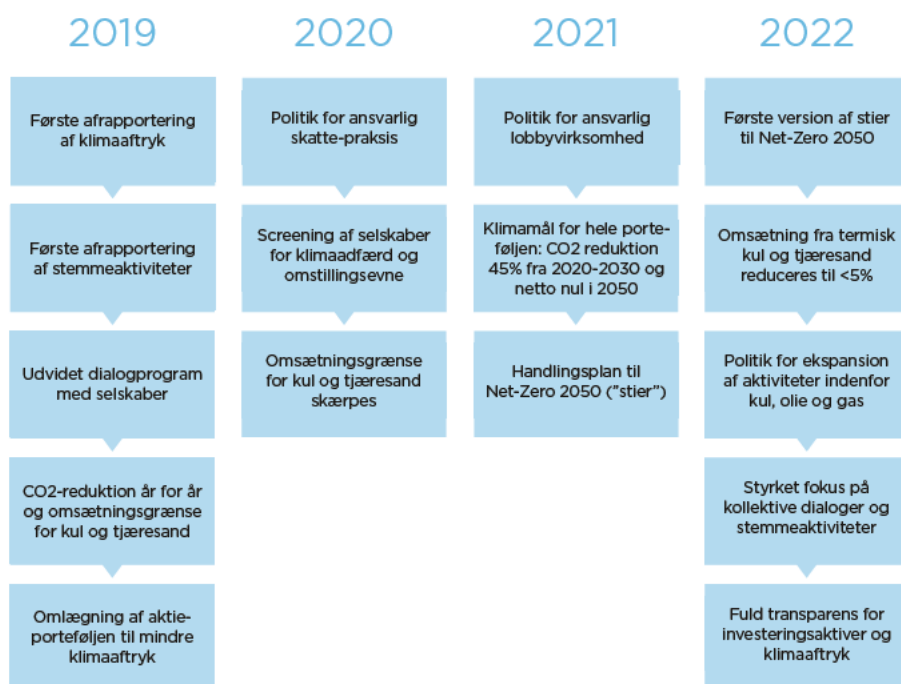 2019
Første afrapportering
af klimaaftryk
Første afrapportering
af stemmeaktiviteter
Udvidet dialogprogram
med selskaber
CO2-reduktion år for år
og omsætningsgrænse
for kul og tjæresand
Omlægning af aktie-
porteføljen til mindre
klimaaftryk
2020
Politik for ansvarlig
skatte-praksis
Screening af selskaber
for klimaadfærd og
omstillingsevne
Omsætningsgrænse
for kul og tjæresand
skærpes
2021
Politik for ansvarlig
lobbyvirksomhed
Klimamål for hele porte-
føljen: CO2 reduktion
45% fra 2020-2030 og
netto nul i 2050
Handlingsplan til
Net-Zero 2050 ("stier")
2022
Første version af stier
til Net-Zero 2050
Omsætning fra termisk
kul og tjæresand
reduceres til <5%
Politik for ekspansion
af aktiviteter indenfor
kul, olie og gas
Styrket fokus på
kollektive dialoger og
stemmeaktiviteter
Fuld transparens for
investeringsaktiver og
klimaaftryk